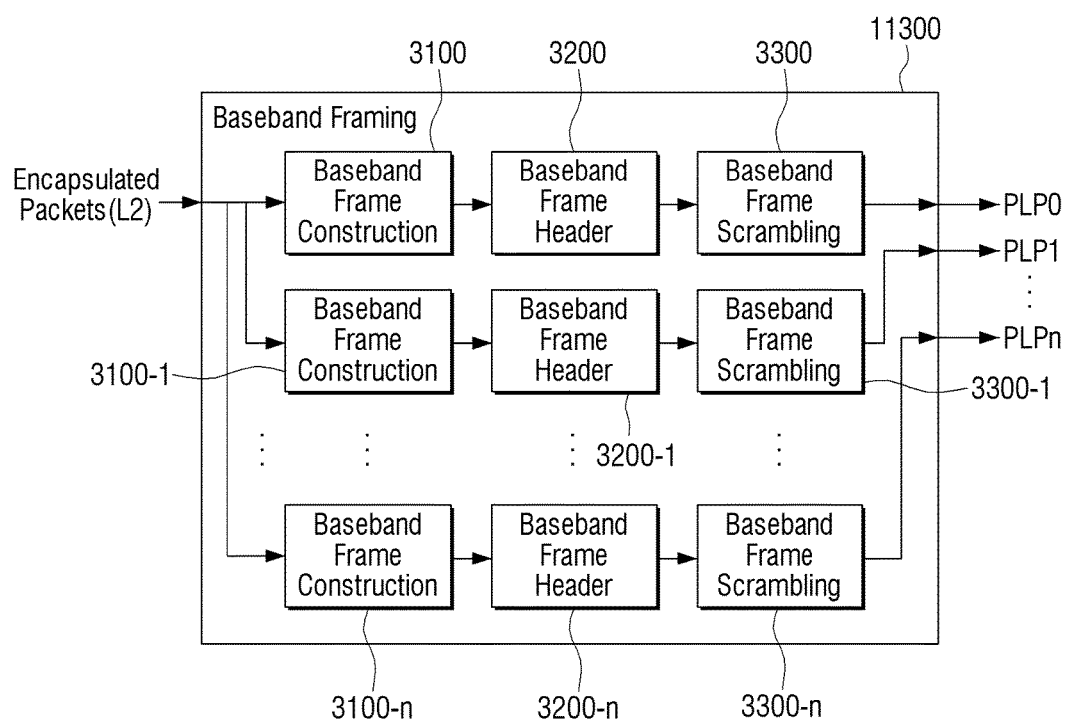 11300
3100
3200
3300
Baseband Framing
Encapsulated
Packets(L2)
Baseband
Frame
Construction
Baseband
Frame
Header
Baseband
Frame
Scrambling
PLP0
PLP1
PLPn
Baseband
Frame
Construction
Baseband
Frame
Header
Baseband
Frame
Scrambling
3100-1
3200-1
3300-1
Baseband
Frame
Construction
Baseband
Frame
Header
Baseband
Frame
Scrambling
3100-n
3200-n
3300-n